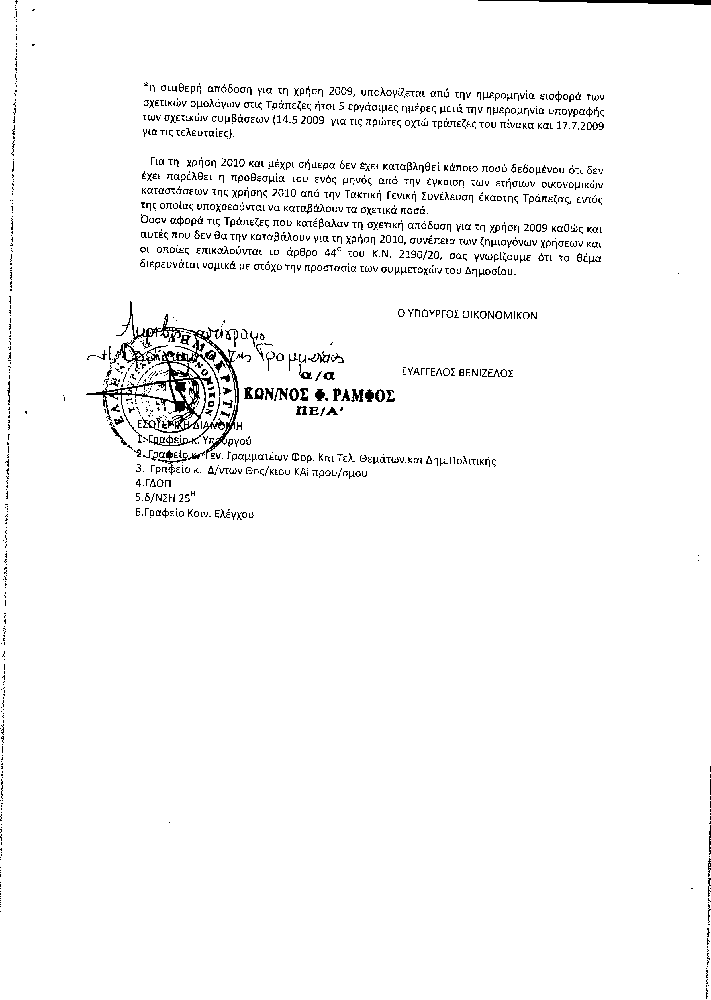 *η σταθερή απόδοση για τη χρήση 2009, υπολογίζεται από την ημερομηνία εισφορά των
σχετικών ομολόγων στις Τράπεζες ήτοι 5 εργάσιμες ημέρες μετά την ημερομηνία υπογραφής
των σχετικών συμβάσεων (14.5.2009 για τις πρώτες οχτώ τράπεζες του πίνακα και 17.7.2009
για τις τελευταίες).
Για τη χρήση 2010 και μέχρι σήμερα δεν έχει καταβληθεί κάποιο ποσό δεδομένου ότι δεν
έχει παρέλθει η προθεσμία του ενός μηνός από την έγκριση των ετήσιων οικονομικών
καταστάσεων της χρήσης 2010 από την Τακτική Γενική Συνέλευση έκαστης Τράπεζας, εντός
της οποίας υποχρεούνται να καταβάλουν τα σχετικά ποσά.
Όσον αφορά τις Τράπεζες που κατέβαλαν τη σχετική απόδοση για τη χρήση 2009 καθώς και
αυτές που δεν θα την καταβάλουν για τη χρήση 2010, συνέπεια των ζημιογόνων χρήσεων και
οι οποίες επικαλούνται το άρθρο 44α του Κ.Ν. 2190/20, σας γνωρίζουμε ότι το θέμα
διερευνάται νομικά με στόχο την προστασία των συμμετοχών του Δημοσίου.
Ο ΥΠΟΥΡΓΟΣ ΟΙΚΟΝΟΜΙΚΩΝ
Ακριβές αντίγραφο
Η Προϊσταμένη της Γραμματείας
α/α
ΕΥΑΓΓΕΛΟΣ ΒΕΝΙΖΕΛΟΣ
ΚΩΝ/ΝΟΣ Φ. ΡΑΜΦΟΣ
ΠΕ/Α'
ΕΛΛΗΝΙΚΗ ΔΗΜΟΚΡΑΤΙΑ
ΥΠΟΥΡΓΕΙΟ ΟΙΚΟΝΟΜΙΚΩΝ
ΕΣΩΤΕΡΙΚΗ ΔΙΑΝΟΜΗ
1. Γραφείο κ. Υπουργού
2. Γραφείο κ. Γεν. Γραμματέων Φορ. Και Τελ. Θεμάτων.και Δημ.Πολιτικής
3. Γραφείο κ. Δ/ντων Θης/κιου ΚΑΙ πρου/σμου
4.ΓΔΟΠ
5.δ/ΝΣΗ 25Η
6.Γραφείο Κοιν. Ελέγχου